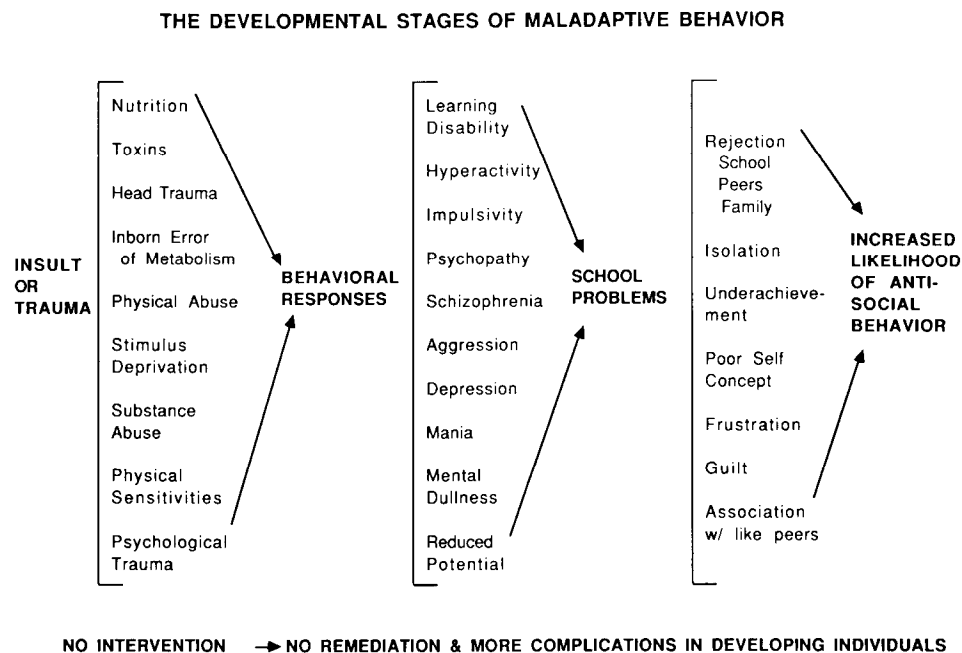 THE DEVELOPMENTAL STAGES OF MALADAPTIVE BEHAVIOR
INSULT
OR
TRAUMA
Nutrition
Toxins
Head Trauma
Inborn Error
of Metabolism
Physical Abuse
Stimulus
Deprivation
Substance
Abuse
Physical
Sensitivities
Psychological
Trauma
BEHAVIORAL
RESPONSES
Learning
Disability
Hyperactivity
Impulsivity
Psychopathy
Schizophrenia
Aggression
Depression
Mania
Mental
Dullness
Reduced
Potential
SCHOOL
PROBLEMS
Rejection
School
Peers
Family
Isolation
Underachieve-
ment
Poor Self
Concept
Frustration
Guilt
Association
w/ like peers
INCREASED
LIKELIHOOD
OF ANTI-
SOCIAL
BEHAVIOR
NO INTERVENTION → NO REMEDIATION & MORE COMPLICATIONS IN DEVELOPING INDIVIDUALS